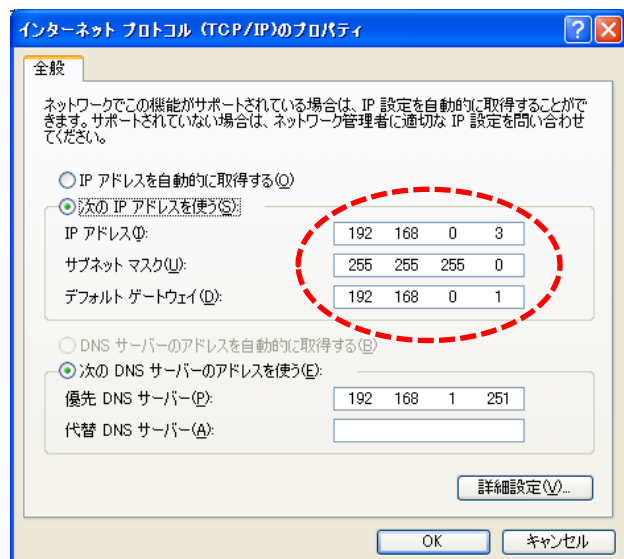 インターネット プロトコル (TCP/IP)のプロパティ
全般
ネットワークでこの機能がサポートされている場合は、IP 設定を自動的に取得することがで
きます。サポートされていない場合は、ネットワーク管理者に適切な IP 設定を問い合わせ
てください。
IP アドレスを自動的に取得する(O)
次の IP アドレスを使う(S):
IP アドレス(I): 192 168 0 3
サブネット マスク(U): 255 255 255 0
デフォルト ゲートウェイ(D): 192 168 0 1
DNS サーバーのアドレスを自動的に取得する(B)
次の DNS サーバーのアドレスを使う(E):
優先 DNS サーバー(P): 192 168 1 251
代替 DNS サーバー(A):
詳細設定(V)...
OK キャンセル